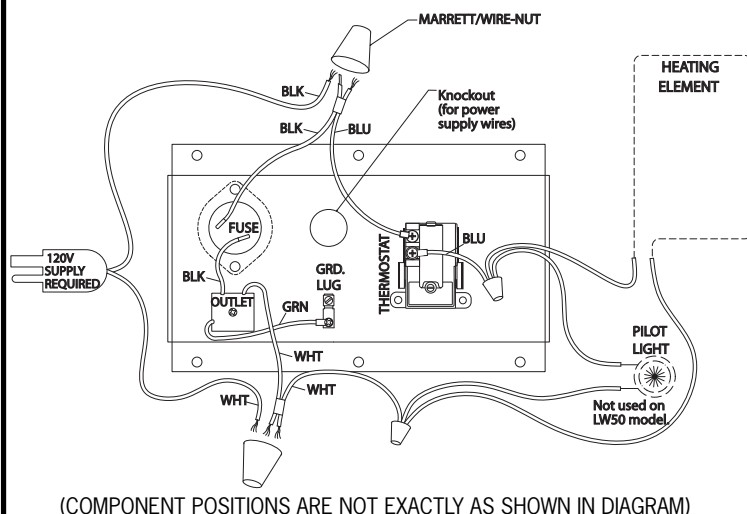 MARRETT/WIRE-NUT
HEATING
ELEMENT
BLK
Knockout
(for power
supply wires)
BLK
BLU
FUSE
THERMOSTAT
BLU
120V
SUPPLY
REQUIRED
BLK
OUTLET
GRD.
LUG
GRN
PILOT
LIGHT
WHT
WHT
WHT
Not used on
LW50 model.
(COMPONENT POSITIONS ARE NOT EXACTLY AS SHOWN IN DIAGRAM)